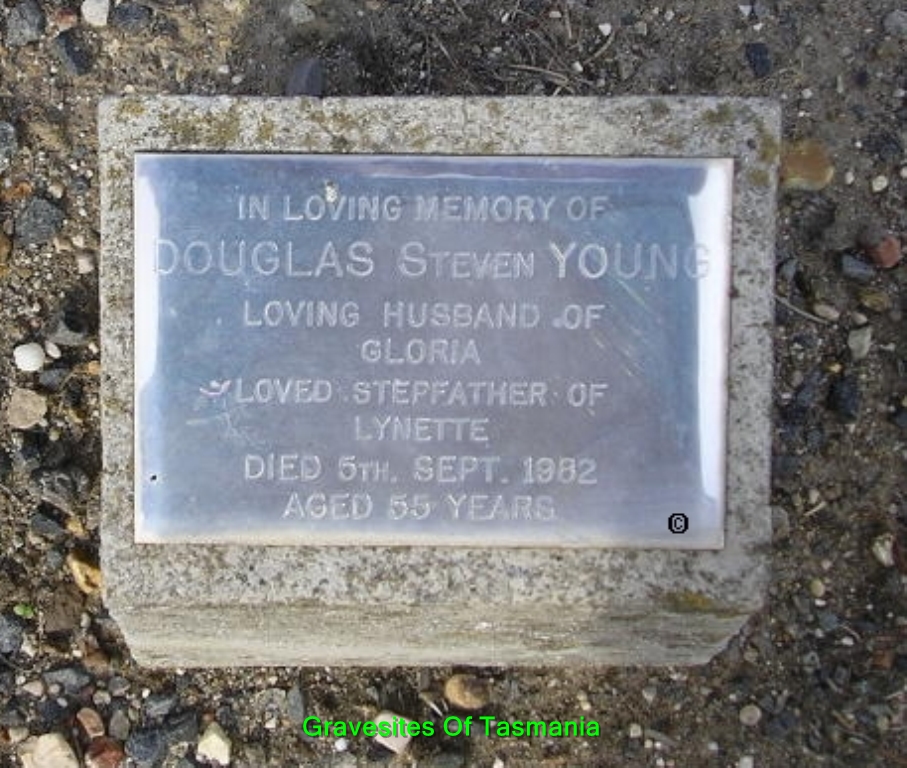 IN LOVING MEMORY OF
DOUGLAS STEVEN YOUNG
LOVING HUSBAND OF
GLORIA
LOVED STEPFATHER OF
LYNETTE
DIED 5TH. SEPT. 1982
AGED 55 YEARS
©
Gravesites Of Tasmania